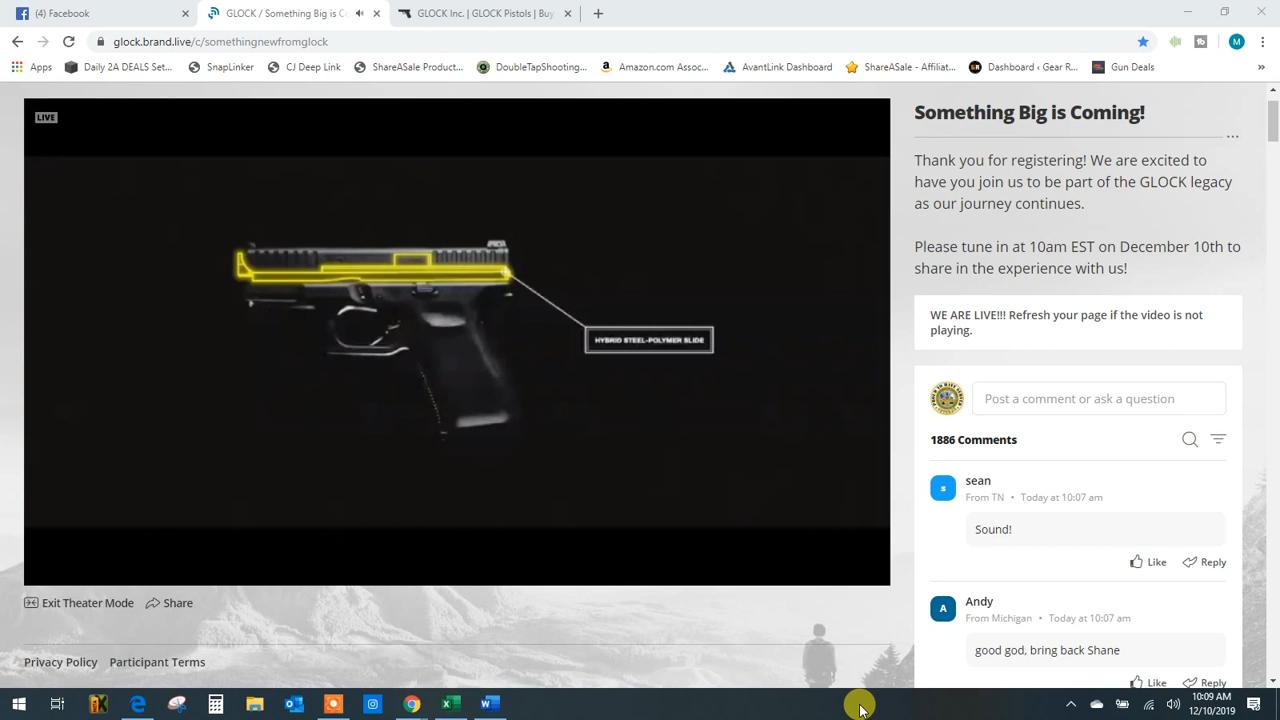 (4) Facebook
GLOCK / Something Big is C
GLOCK Inc. | GLOCK Pistols | Buy
glock.brand.live/c/somethingnewfromglock
M
Apps
Daily 2A DEALS Set...
SnapLinker
CJ Deep Link
ShareASale Product...
DoubleTapShooting...
Amazon.com Assoc...
AvantLink Dashboard
ShareASale - Affiliat...
Dashboard ‹ Gear R...
Gun Deals
»
LIVE
HYBRID STEEL-POLYMER SLIDE
Exit Theater Mode
Share
Privacy Policy
Participant Terms
Something Big is Coming!
Thank you for registering! We are excited to
have you join us to be part of the GLOCK legacy
as our journey continues.
Please tune in at 10am EST on December 10th to
share in the experience with us!
WE ARE LIVE!!! Refresh your page if the video is not
playing.
Post a comment or ask a question
1886 Comments
s
sean
From TN • Today at 10:07 am
Sound!
Like
Reply
A
Andy
From Michigan • Today at 10:07 am
good god, bring back Shane
Like
Reply
10:09 AM
12/10/2019